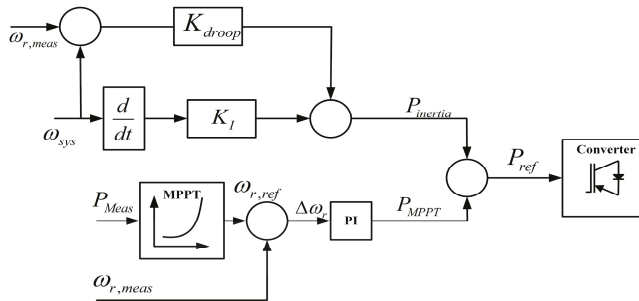 ω_{r,meas}
K_{droop}
ω_{sys}
d/dt
K_I
P_{inertia}
Converter
P_{ref}
P_{Meas}
MPPT
ω_{r,ref}
Δω_r
PI
P_{MPPT}
ω_{r,meas}